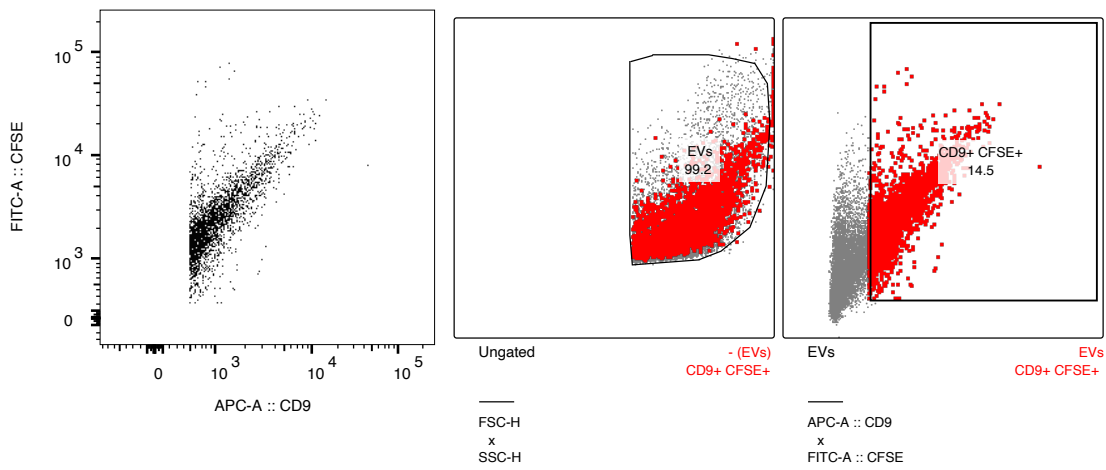 FITC-A :: CFSE
10 5
10 4
10 3
0
0
10 3
10 4
10 5
APC-A :: CD9
EVs
99.2
Ungated
- (EVs)
CD9+ CFSE+
FSC-H
x
SSC-H
CD9+ CFSE+
14.5
EVs
EVs
CD9+ CFSE+
APC-A :: CD9
x
FITC-A :: CFSE